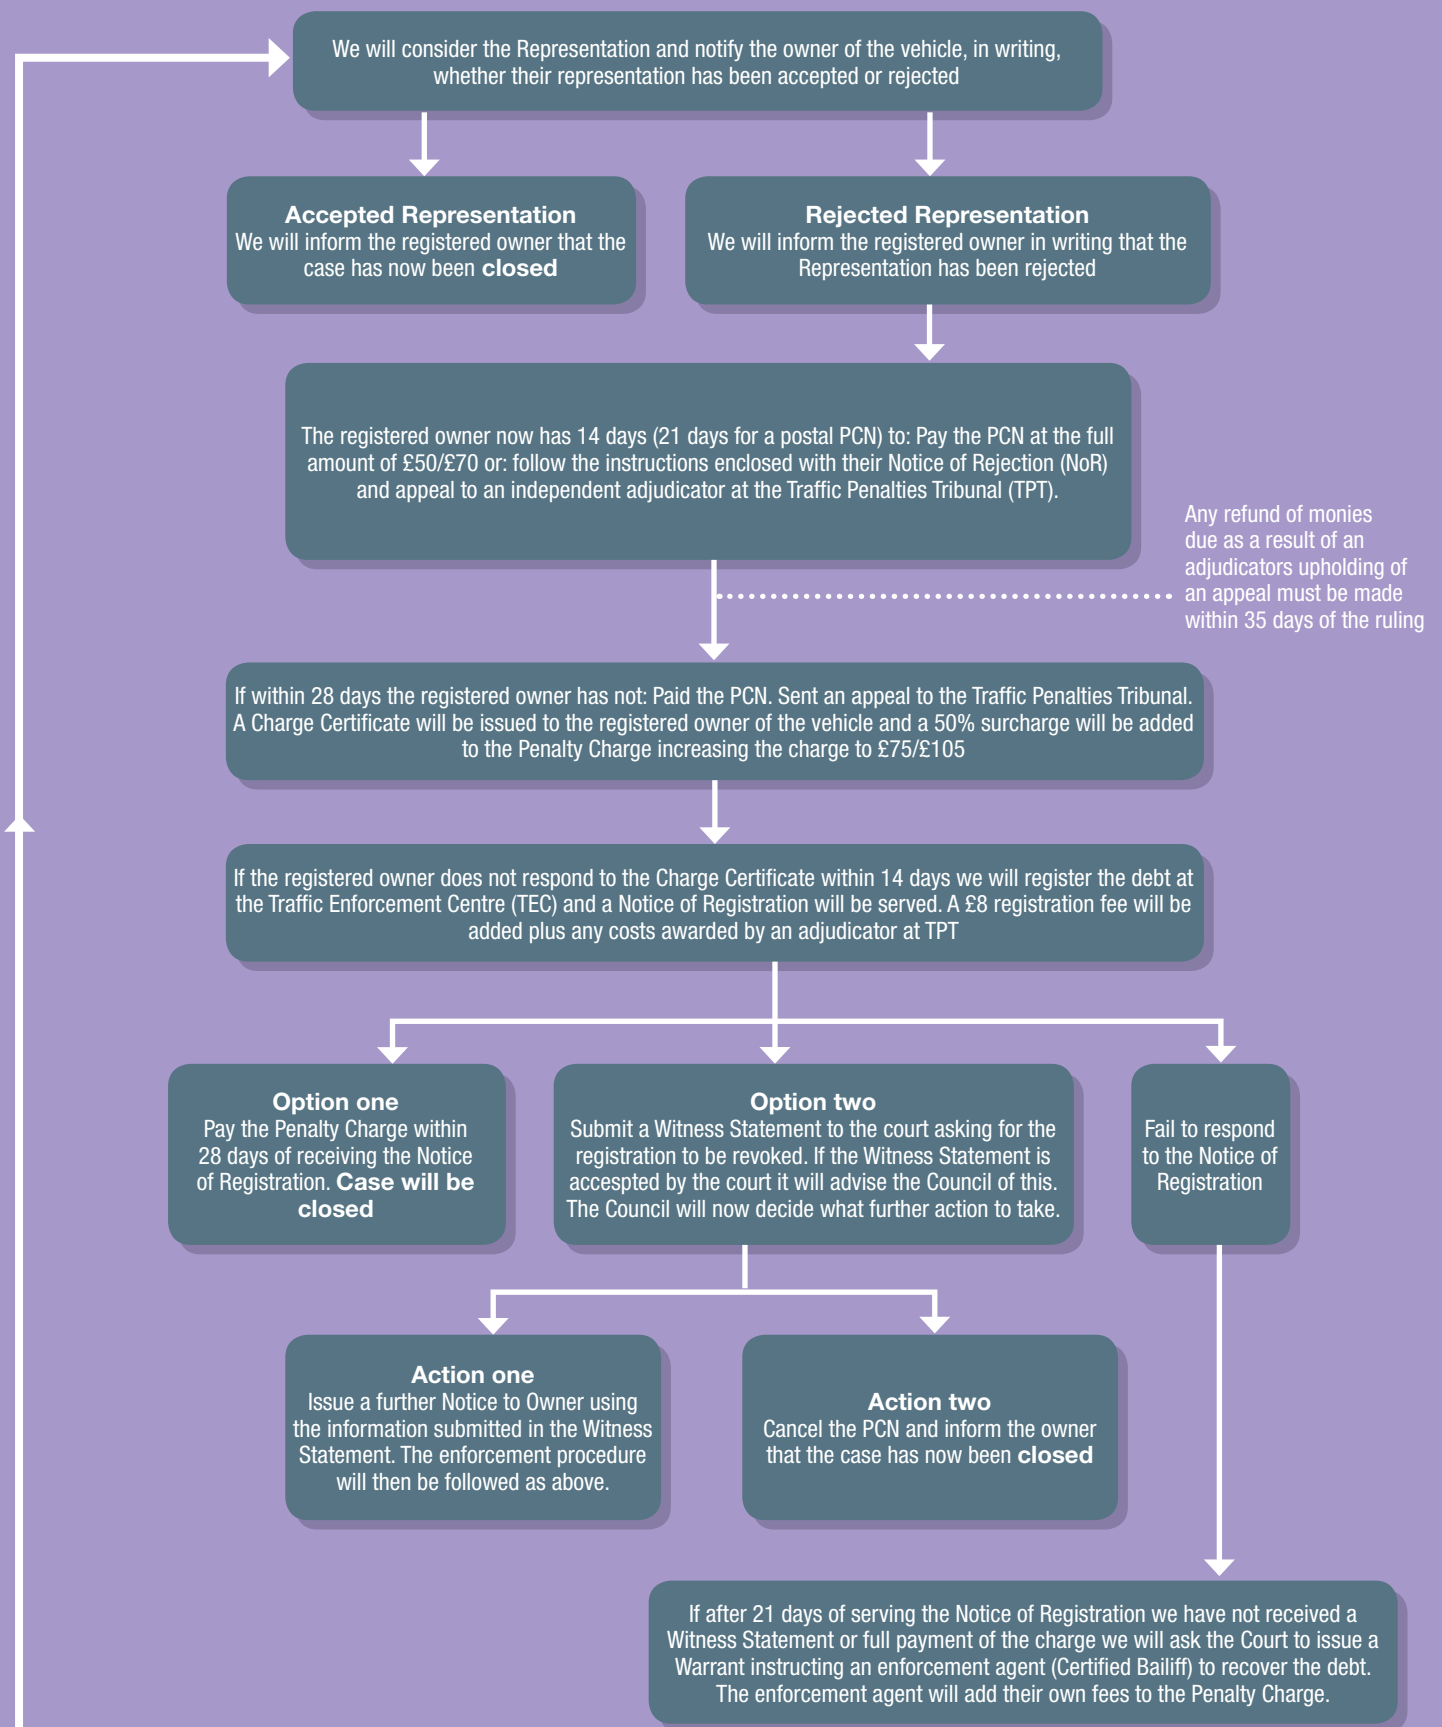 We will consider the Representation and notify the owner of the vehicle, in writing,
whether their representation has been accepted or rejected
Accepted Representation
We will inform the registered owner that the
case has now been closed
Rejected Representation
We will inform the registered owner in writing that the
Representation has been rejected
The registered owner now has 14 days (21 days for a postal PCN) to: Pay the PCN at the full
amount of £50/£70 or: follow the instructions enclosed with their Notice of Rejection (NoR)
and appeal to an independent adjudicator at the Traffic Penalties Tribunal (TPT).
Any refund of monies
due as a result of an
adjudicators upholding of
an appeal must be made
within 35 days of the ruling
If within 28 days the registered owner has not: Paid the PCN. Sent an appeal to the Traffic Penalties Tribunal.
A Charge Certificate will be issued to the registered owner of the vehicle and a 50% surcharge will be added
to the Penalty Charge increasing the charge to £75/£105
If the registered owner does not respond to the Charge Certificate within 14 days we will register the debt at
the Traffic Enforcement Centre (TEC) and a Notice of Registration will be served. A £8 registration fee will be
added plus any costs awarded by an adjudicator at TPT
Option one
Pay the Penalty Charge within
28 days of receiving the Notice
of Registration. Case will be
closed
Option two
Submit a Witness Statement to the court asking for the
registration to be revoked. If the Witness Statement is
accespted by the court it will advise the Council of this.
The Council will now decide what further action to take.
Fail to respond
to the Notice of
Registration
Action one
Issue a further Notice to Owner using
the information submitted in the Witness
Statement. The enforcement procedure
will then be followed as above.
Action two
Cancel the PCN and inform the owner
that the case has now been closed
If after 21 days of serving the Notice of Registration we have not received a
Witness Statement or full payment of the charge we will ask the Court to issue a
Warrant instructing an enforcement agent (Certified Bailiff) to recover the debt.
The enforcement agent will add their own fees to the Penalty Charge.